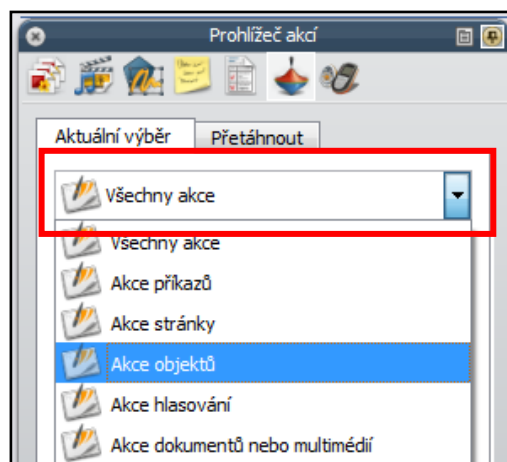 Prohlížeč akcí
Aktuální výběr
Přetáhnout
Všechny akce
Všechny akce
Akce příkazů
Akce stránky
Akce objektů
Akce hlasování
Akce dokumentů nebo multimédií